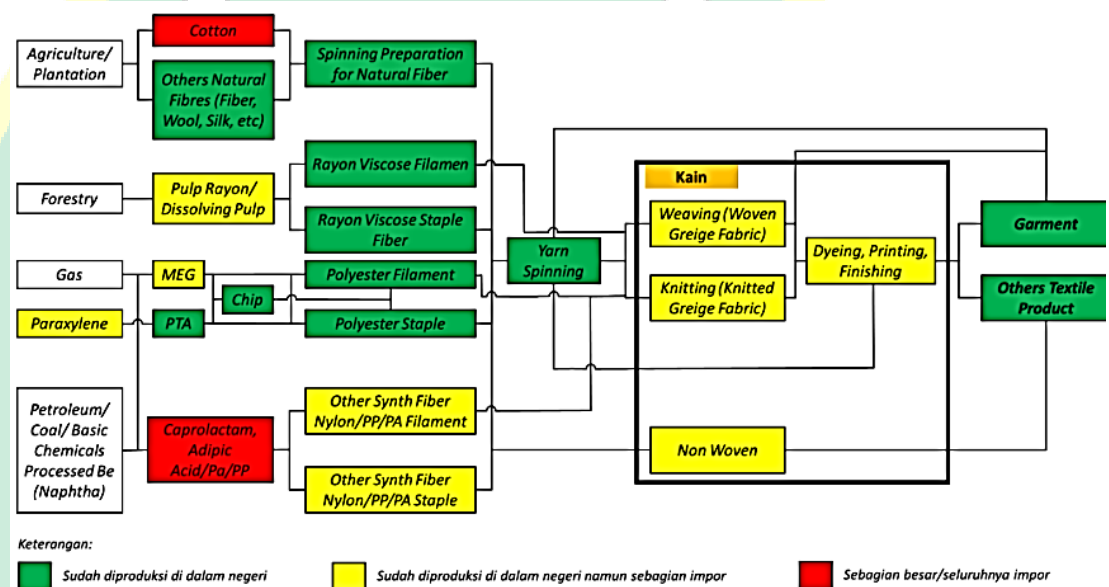 Agriculture/
Plantation
Cotton
Others Natural
Fibres (Fiber,
Wool, Silk, etc)
Spinning Preparation
for Natural Fiber
Forestry
Pulp Rayon/
Dissolving Pulp
Rayon Viscose Filamen
Rayon Viscose Staple
Fiber
Gas
MEG
Chip
Polyester Filament
Paraxylene
PTA
Polyester Staple
Petroleum/
Coal/ Basic
Chemicals
Processed Be
(Naphtha)
Caprolactam,
Adipic
Acid/Pa/PP
Other Synth Fiber
Nylon/PP/PA Filament
Other Synth Fiber
Nylon/PP/PA Staple
Yarn
Spinning
Kain
Weaving (Woven
Greige Fabric)
Knitting (Knitted
Greige Fabric)
Non Woven
Dyeing, Printing,
Finishing
Garment
Others Textile
Product
Keterangan:
Sudah diproduksi di dalam negeri
Sudah diproduksi di dalam negeri namun sebagian impor
Sebagian besar/seluruhnya impor